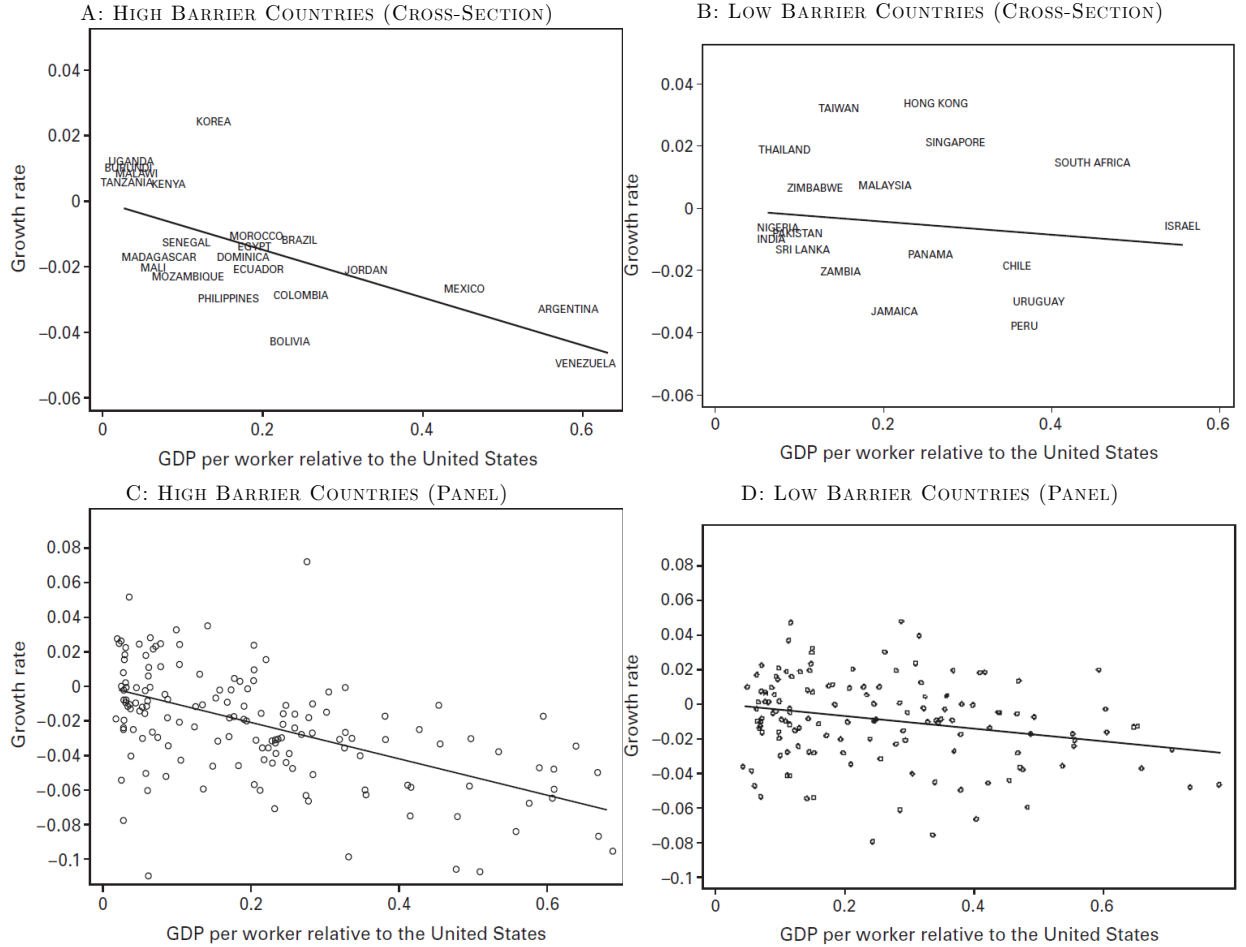 A: HIGH BARRIER COUNTRIES (CROSS-SECTION)
0.04
0.02
0
−0.02
−0.04
−0.06
Growth rate
KOREA
UGANDA
BURUNDI
MALAWI
TANZANIA
KENYA
MOROCCO
BRAZIL
SENEGAL
EGYPT
MADAGASCAR
DOMINICA
MALI
ECUADOR
JORDAN
MOZAMBIQUE
MEXICO
PHILIPPINES
COLOMBIA
ARGENTINA
BOLIVIA
VENEZUELA
0 0.2 0.4 0.6
GDP per worker relative to the United States
B: LOW BARRIER COUNTRIES (CROSS-SECTION)
0.04
0.02
0
−0.02
−0.04
−0.06
Growth rate
TAIWAN
HONG KONG
THAILAND
SINGAPORE
SOUTH AFRICA
ZIMBABWE
MALAYSIA
NIGERIA
PAKISTAN
INDIA
ISRAEL
SRI LANKA
PANAMA
ZAMBIA
CHILE
JAMAICA
URUGUAY
PERU
0 0.2 0.4 0.6
GDP per worker relative to the United States
C: HIGH BARRIER COUNTRIES (PANEL)
0.08
0.06
0.04
0.02
0
−0.02
−0.04
−0.06
−0.08
−0.1
Growth rate
0 0.2 0.4 0.6
GDP per worker relative to the United States
D: LOW BARRIER COUNTRIES (PANEL)
0.08
0.06
0.04
0.02
0
−0.02
−0.04
−0.06
−0.08
−0.1
Growth rate
0 0.2 0.4 0.6
GDP per worker relative to the United States